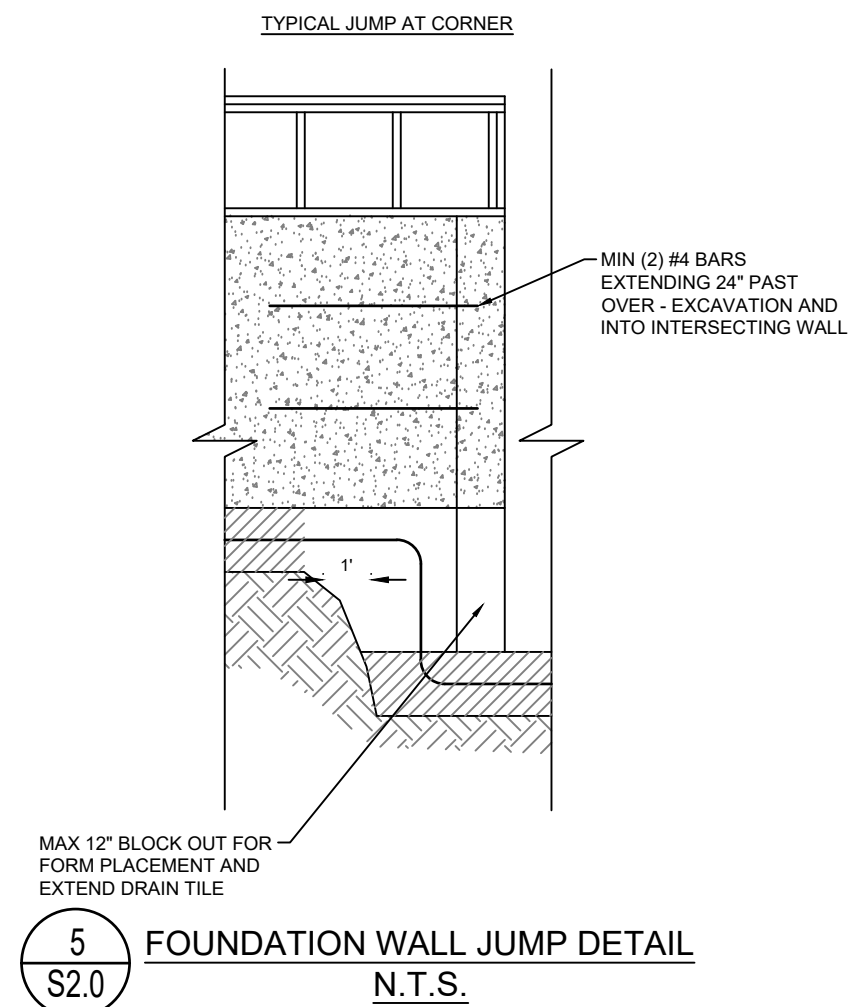 TYPICAL JUMP AT CORNER
MIN (2) #4 BARS
EXTENDING 24" PAST
OVER - EXCAVATION AND
INTO INTERSECTING WALL
1'
MAX 12" BLOCK OUT FOR
FORM PLACEMENT AND
EXTEND DRAIN TILE
5
S2.0
FOUNDATION WALL JUMP DETAIL
N.T.S.